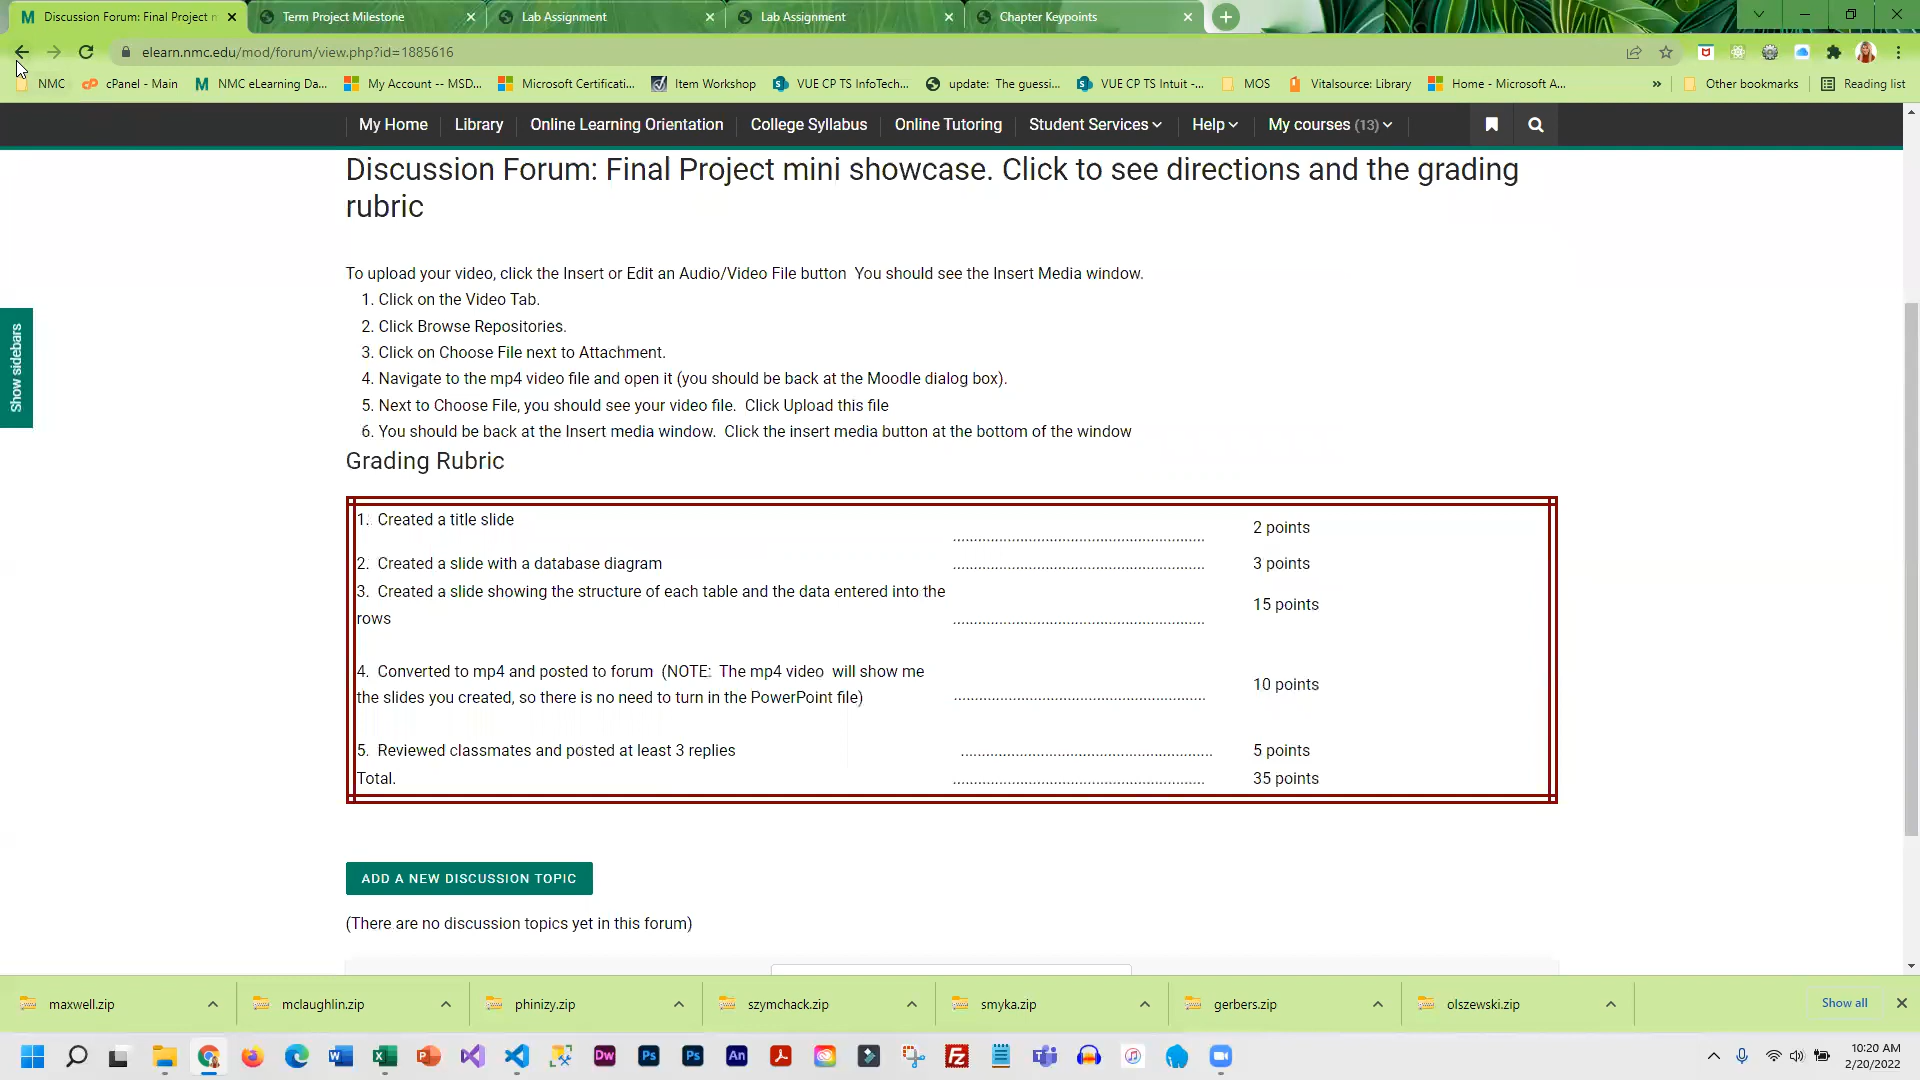 Discussion Forum: Final Project m
Term Project Milestone
Lab Assignment
Lab Assignment
Chapter Keypoints
elearn.nmc.edu/mod/forum/view.php?id=1885616
NMC
cPanel - Main
NMC eLearning Da...
My Account -- MSD...
Microsoft Certificati...
Item Workshop
VUE CP TS InfoTech...
update: The guessi...
VUE CP TS Intuit -...
MOS
Vitalsource: Library
Home - Microsoft A...
»
Other bookmarks
Reading list
My Home
Library
Online Learning Orientation
College Syllabus
Online Tutoring
Student Services
Help
My courses (13)
Discussion Forum: Final Project mini showcase. Click to see directions and the grading
rubric
Show sidebars
To upload your video, click the Insert or Edit an Audio/Video File button  You should see the Insert Media window.
1. Click on the Video Tab.
2. Click Browse Repositories.
3. Click on Choose File next to Attachment.
4. Navigate to the mp4 video file and open it (you should be back at the Moodle dialog box).
5. Next to Choose File, you should see your video file.  Click Upload this file
6. You should be back at the Insert media window.  Click the insert media button at the bottom of the window
Grading Rubric
1.  Created a title slide ............................................................ 2 points
2.  Created a slide with a database diagram ............................................................ 3 points
3.  Created a slide showing the structure of each table and the data entered into the
rows ............................................................ 15 points
4.  Converted to mp4 and posted to forum  (NOTE:  The mp4 video  will show me
the slides you created, so there is no need to turn in the PowerPoint file) ............................................................ 10 points
5.  Reviewed classmates and posted at least 3 replies ............................................................ 5 points
Total. ............................................................ 35 points
ADD A NEW DISCUSSION TOPIC
(There are no discussion topics yet in this forum)
maxwell.zip
mclaughlin.zip
phinizy.zip
szymchack.zip
smyka.zip
gerbers.zip
olszewski.zip
Show all
Dw
Ps
Ps
An
Fz
10:20 AM
2/20/2022